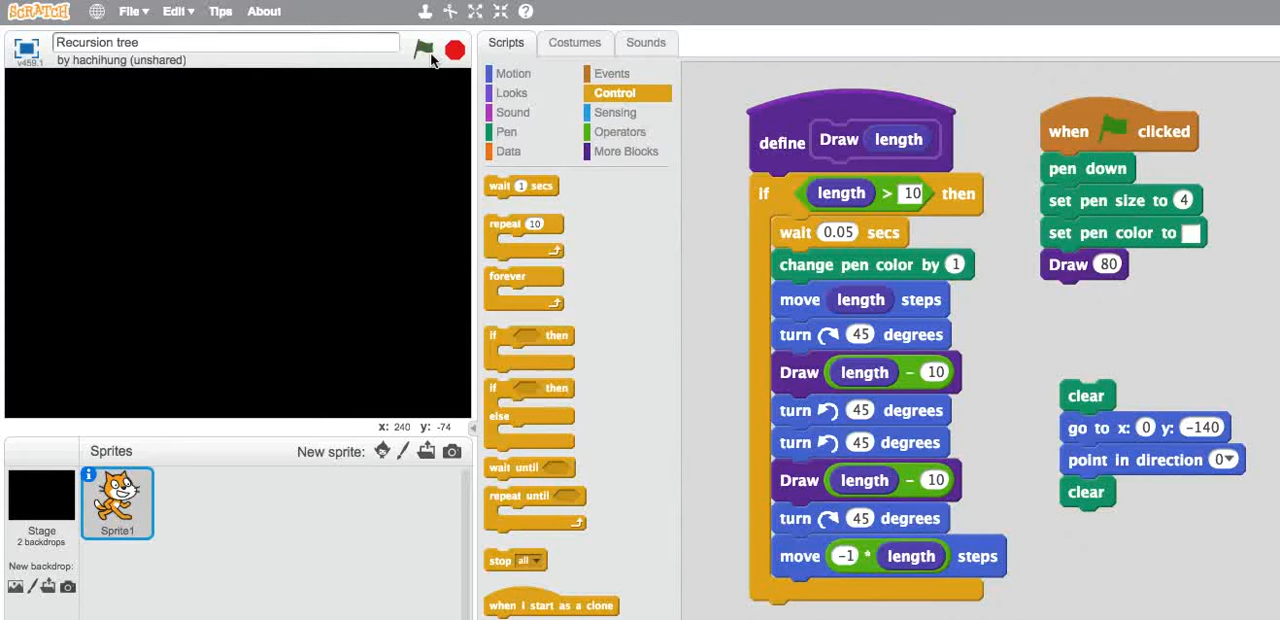 SCRATCH File Edit Tips About
Recursion tree
v459.1 by hachihung (unshared)
Scripts Costumes Sounds
Motion Events
Looks Control
Sound Sensing
Pen Operators
Data More Blocks
wait 1 secs
repeat 10
forever
if then
if then
else
wait until
repeat until
stop all
when I start as a clone
define Draw length
if length > 10 then
wait 0.05 secs
change pen color by 1
move length steps
turn 45 degrees
Draw length - 10
turn 45 degrees
turn 45 degrees
Draw length - 10
turn 45 degrees
move -1 * length steps
when clicked
pen down
set pen size to 4
set pen color to
Draw 80
clear
go to x: 0 y: -140
point in direction 0
clear
x: 240 y: -74
Sprites New sprite:
Stage
2 backdrops
New backdrop:
Sprite1